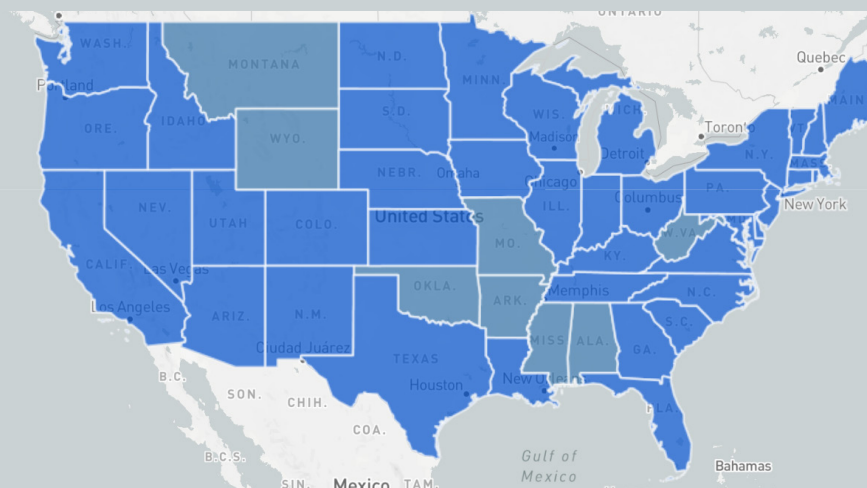 ONTARIO
WASH.
MONTANA
N.D.
MINN.
Quebec
Portland
MAIN
ORE.
IDAHO
WYO.
S.D.
WIS.
MICH.
Toronto
VT
Madison
N.Y.
MASS
NEBR.
Omaha
Chicago
Detroit
NEV.
UTAH
COLO.
United States
ILL.
Columbus
PA.
New York
MO.
KY.
W.VA.
MD.
CALIF.
Las Vegas
Los Angeles
ARIZ.
N.M.
OKLA.
ARK.
Memphis
N.C.
S.C.
Ciudad Juárez
TEXAS
MISS.
ALA.
GA.
B.C.
SON.
CHIH.
Houston
New Orleans
FLA.
COA.
B.C.S.
Gulf of
Mexico
Bahamas
SIN.
Mexico
TAM.